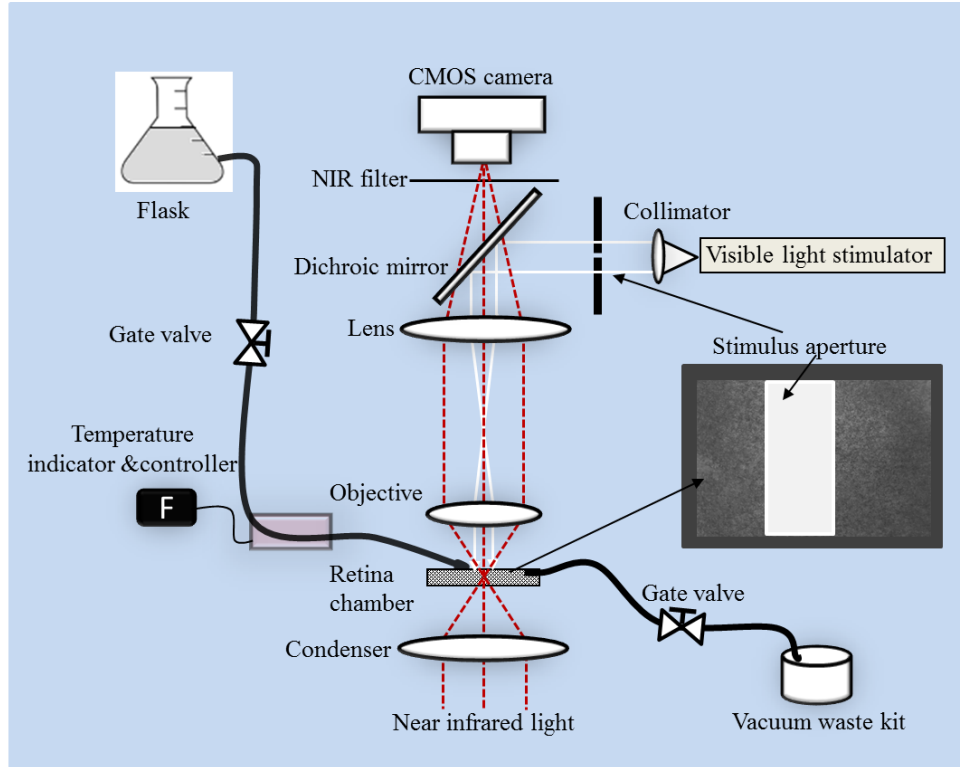 CMOS camera
NIR filter
Flask
Collimator
Visible light stimulator
Dichroic mirror
Gate valve
Lens
Stimulus aperture
Temperature
indicator &controller
F
Objective
Retina
chamber
Gate valve
Condenser
Near infrared light
Vacuum waste kit